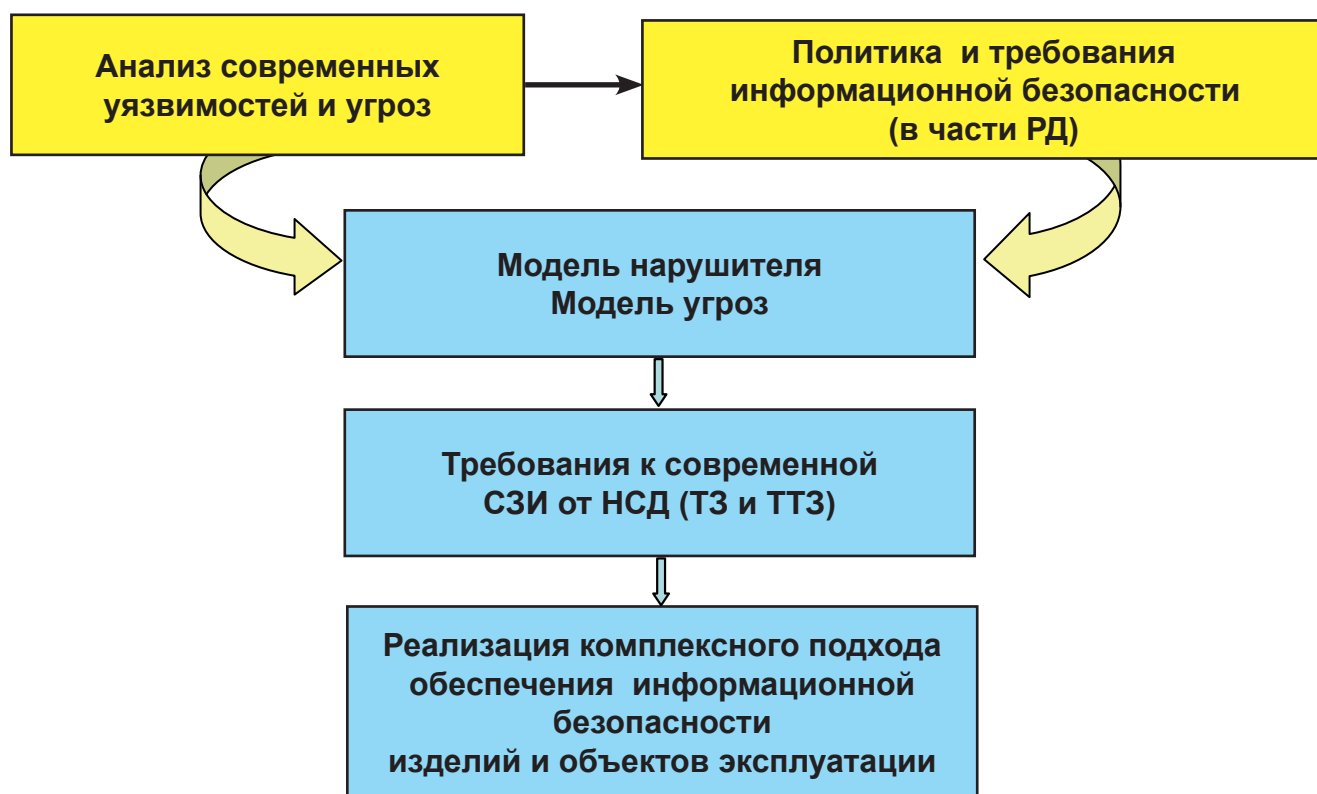 Анализ современных
уязвимостей и угроз
Политика и требования
информационной безопасности
(в части РД)
Модель нарушителя
Модель угроз
Требования к современной
СЗИ от НСД (ТЗ и ТТЗ)
Реализация комплексного подхода
обеспечения информационной
безопасности
изделий и объектов эксплуатации